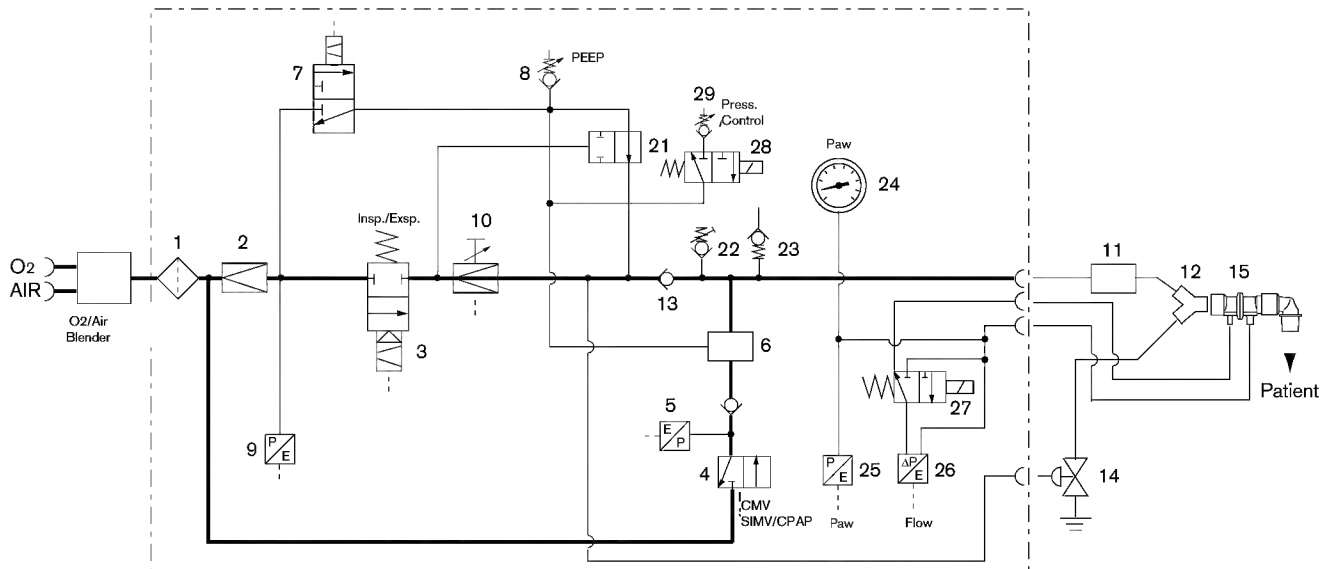 7
8
PEEP
29
Press.
/Control
21
28
Paw
24
Insp./Exsp.
10
1
2
22
23
11
12
15
O2
AIR
O2/Air
Blender
13
3
6
27
Patient
5
E
P
9
P
E
4
P
E
25
ΔP
E
26
14
CMV
SIMV/CPAP
Paw
Flow